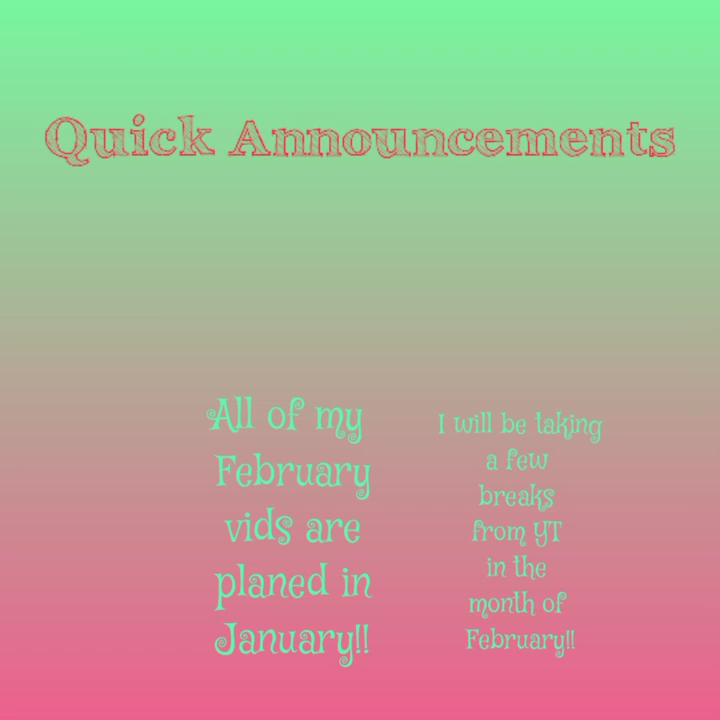 Quick Announcements
All of my
February
vids are
planed in
January!!
I will be taking
a few
breaks
from YT
in the
month of
February!!